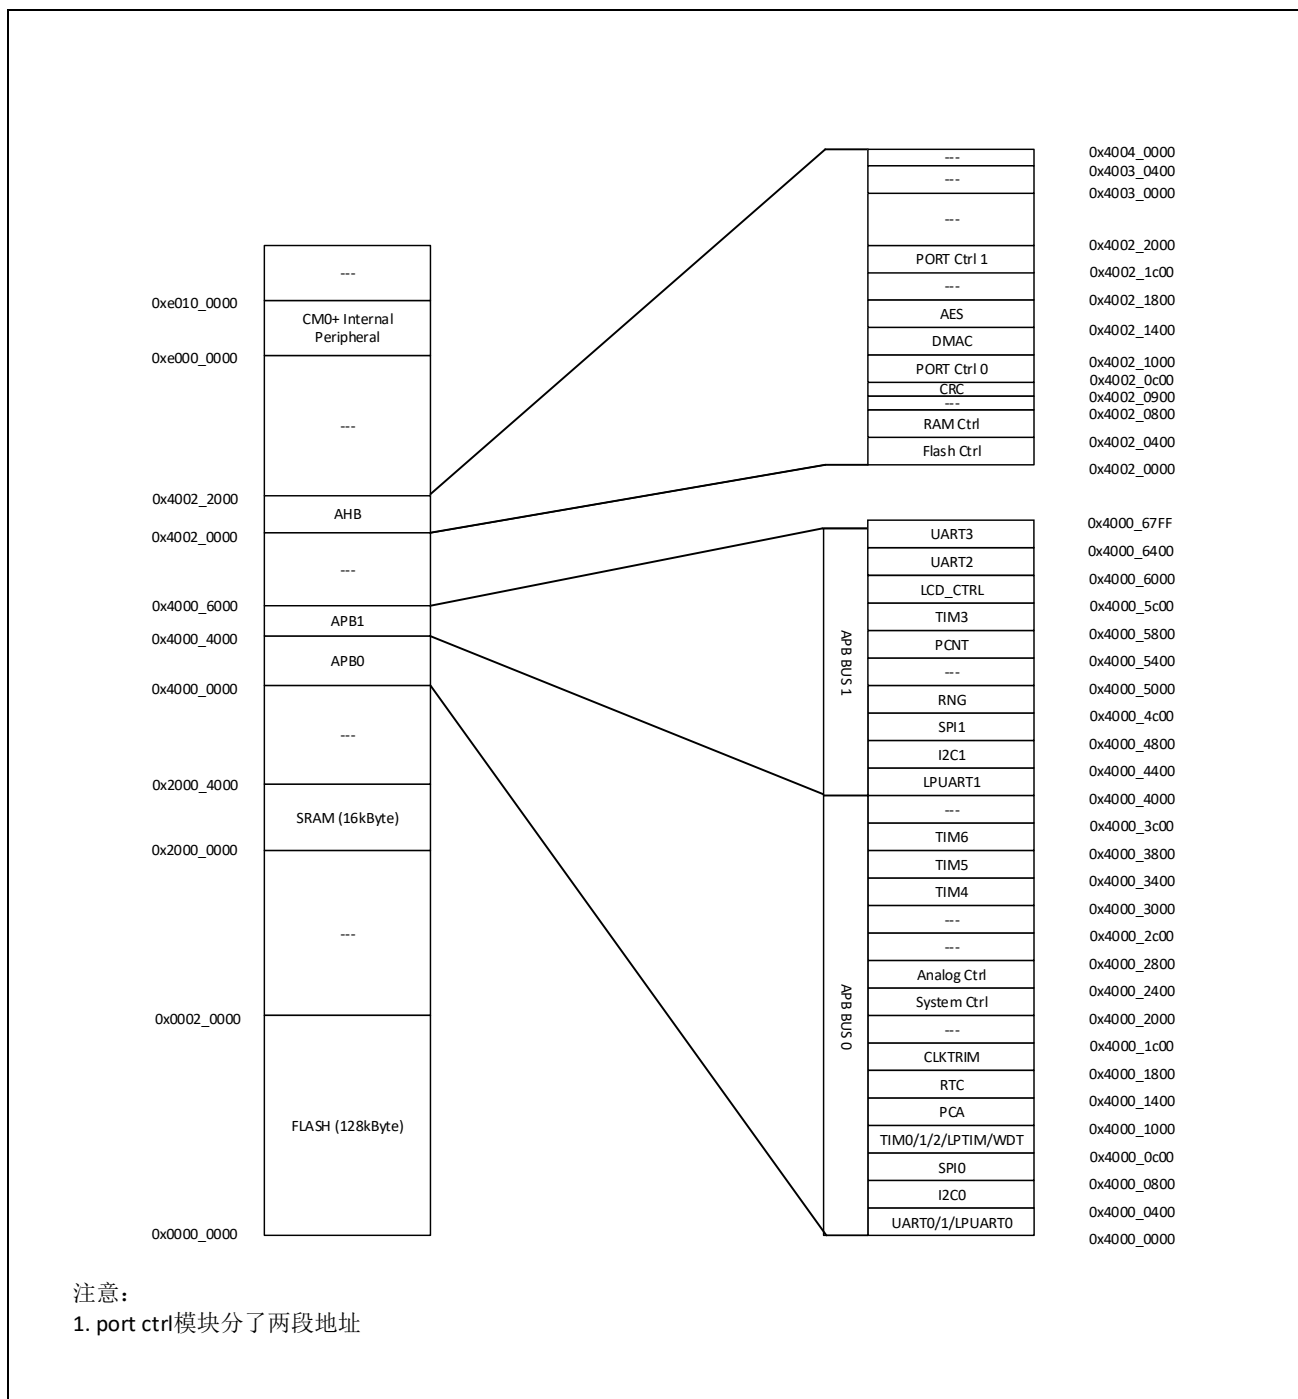 ---
0xe010_0000
CM0+ Internal
Peripheral
0xe000_0000
---
0x4002_2000
AHB
0x4002_0000
---
0x4000_6000
APB1
0x4000_4000
APB0
0x4000_0000
---
0x2000_4000
SRAM (16kByte)
0x2000_0000
---
0x0002_0000
FLASH (128kByte)
0x0000_0000
0x4004_0000
---
0x4003_0400
---
0x4003_0000
---
0x4002_2000
PORT Ctrl 1
0x4002_1c00
---
0x4002_1800
AES
0x4002_1400
DMAC
0x4002_1000
PORT Ctrl 0
0x4002_0c00
CRC
0x4002_0900
---
0x4002_0800
RAM Ctrl
0x4002_0400
Flash Ctrl
0x4002_0000
APB BUS 1
0x4000_67FF
UART3
0x4000_6400
UART2
0x4000_6000
LCD_CTRL
0x4000_5c00
TIM3
0x4000_5800
PCNT
0x4000_5400
---
0x4000_5000
RNG
0x4000_4c00
SPI1
0x4000_4800
I2C1
0x4000_4400
LPUART1
0x4000_4000
APB BUS 0
---
0x4000_3c00
TIM6
0x4000_3800
TIM5
0x4000_3400
TIM4
0x4000_3000
---
0x4000_2c00
---
0x4000_2800
Analog Ctrl
0x4000_2400
System Ctrl
0x4000_2000
---
0x4000_1c00
CLKTRIM
0x4000_1800
RTC
0x4000_1400
PCA
0x4000_1000
TIM0/1/2/LPTIM/WDT
0x4000_0c00
SPI0
0x4000_0800
I2C0
0x4000_0400
UART0/1/LPUART0
0x4000_0000
注意：
1. port ctrl模块分了两段地址